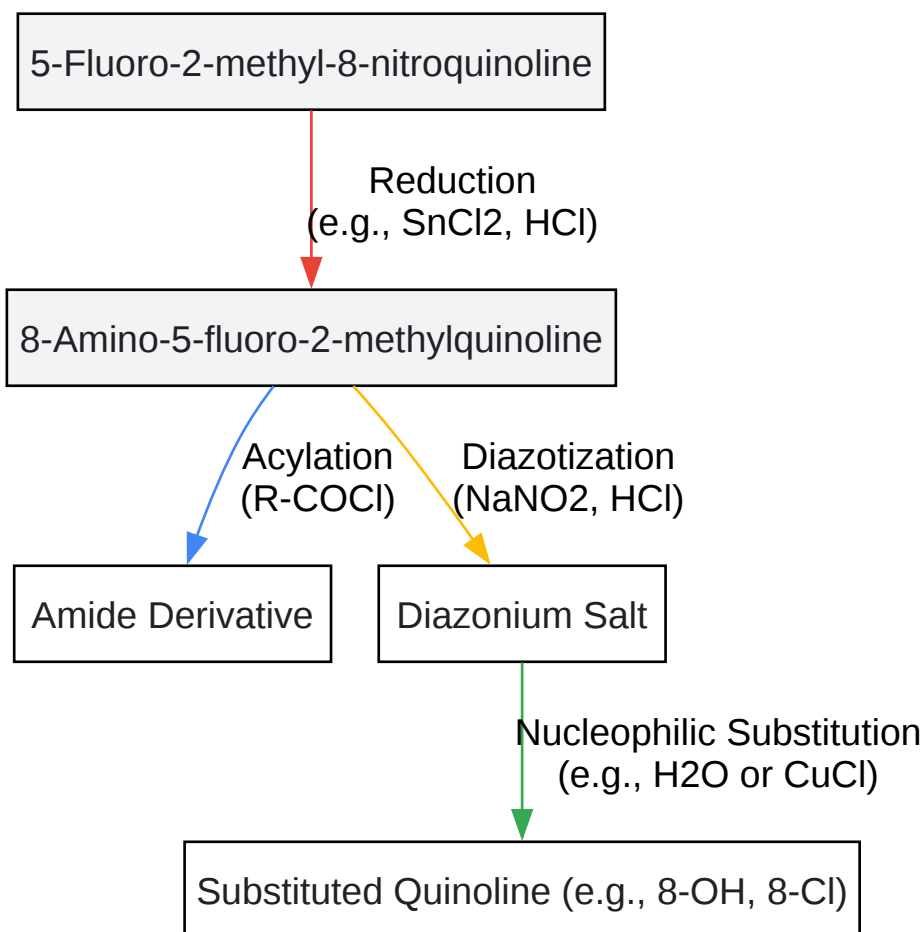 5-Fluoro-2-methyl-8-nitroquinoline
Reduction
(e.g., SnCl2, HCl)
8-Amino-5-fluoro-2-methylquinoline
Acylation
(R-COCl)
Diazotization
(NaNO2, HCl)
Amide Derivative
Diazonium Salt
Nucleophilic Substitution
(e.g., H2O or CuCl)
Substituted Quinoline (e.g., 8-OH, 8-Cl)